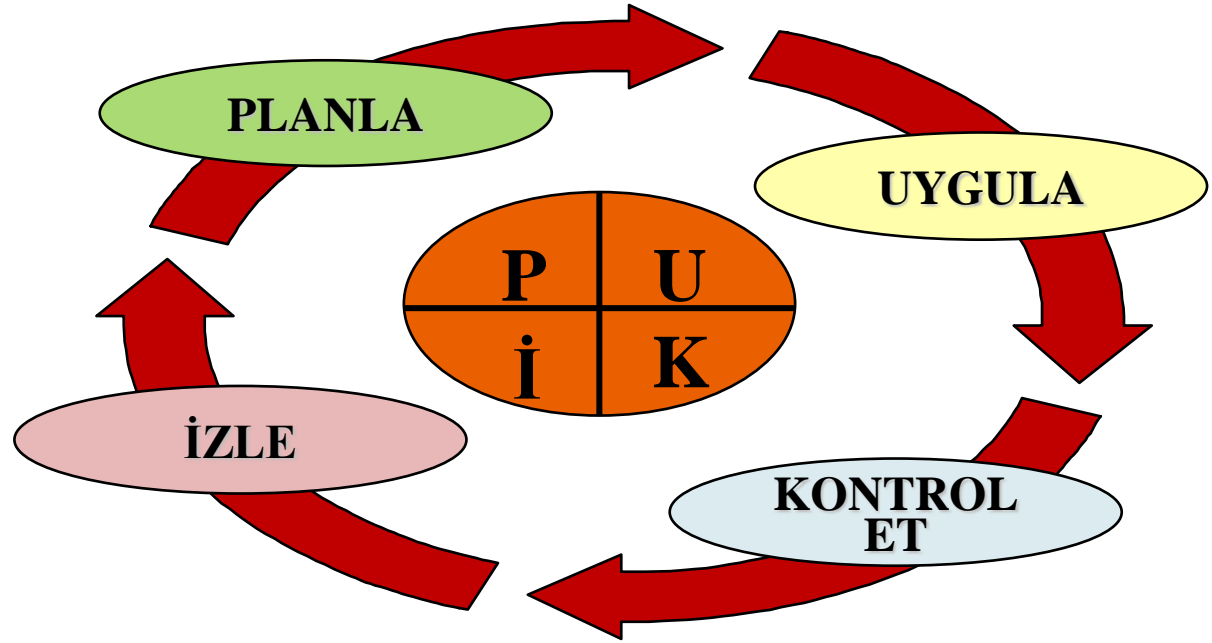 PLANLA
UYGULA
P U
İ K
İZLE
KONTROL
ET